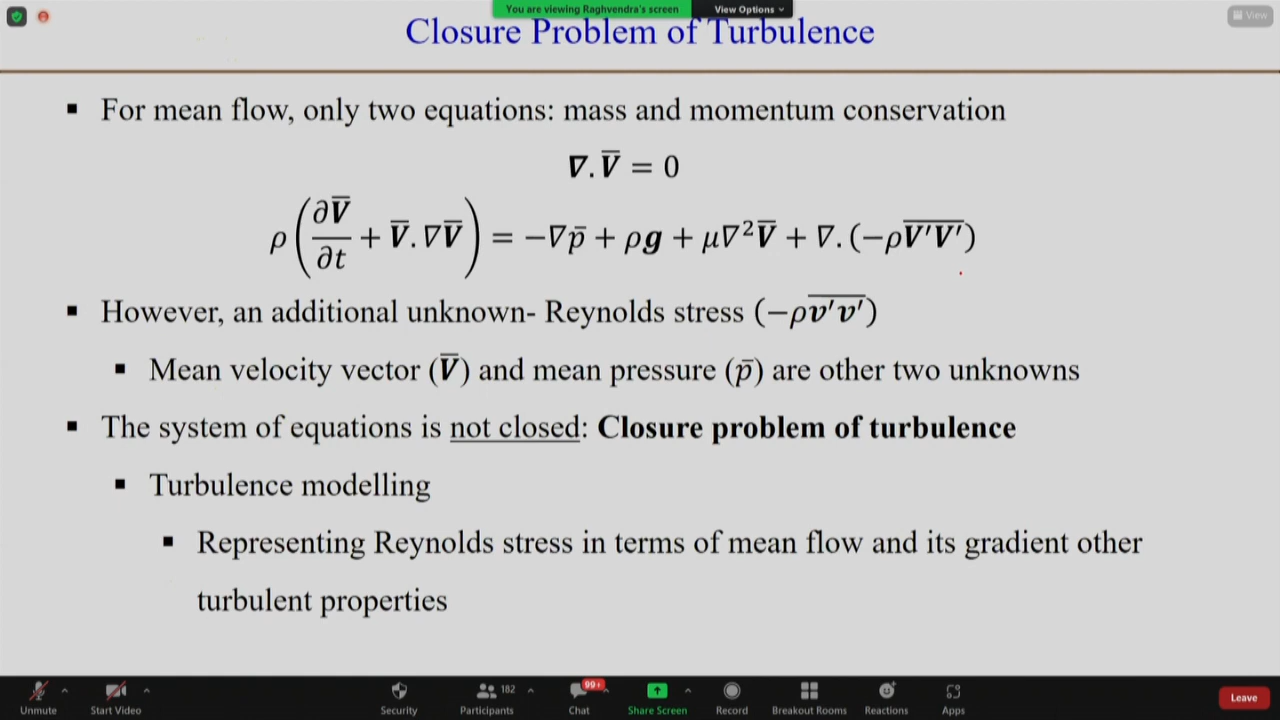 You are viewing Raghvendra's screen View Options
View
Closure Problem of Turbulence
▪ For mean flow, only two equations: mass and momentum conservation
𝛁. V̅ = 0
ρ(∂V̅/∂t + V̅. ∇V̅) = −∇p̅ + ρg + μ∇²V̅ + ∇. (−ρ\overline{V′V′})
▪ However, an additional unknown- Reynolds stress (−ρ\overline{v′v′})
▪ Mean velocity vector (V̅) and mean pressure (p̅) are other two unknowns
▪ The system of equations is not closed: Closure problem of turbulence
▪ Turbulence modelling
▪ Representing Reynolds stress in terms of mean flow and its gradient other
turbulent properties
182 99+
Unmute Start Video Security Participants Chat Share Screen Record Breakout Rooms Reactions Apps Leave